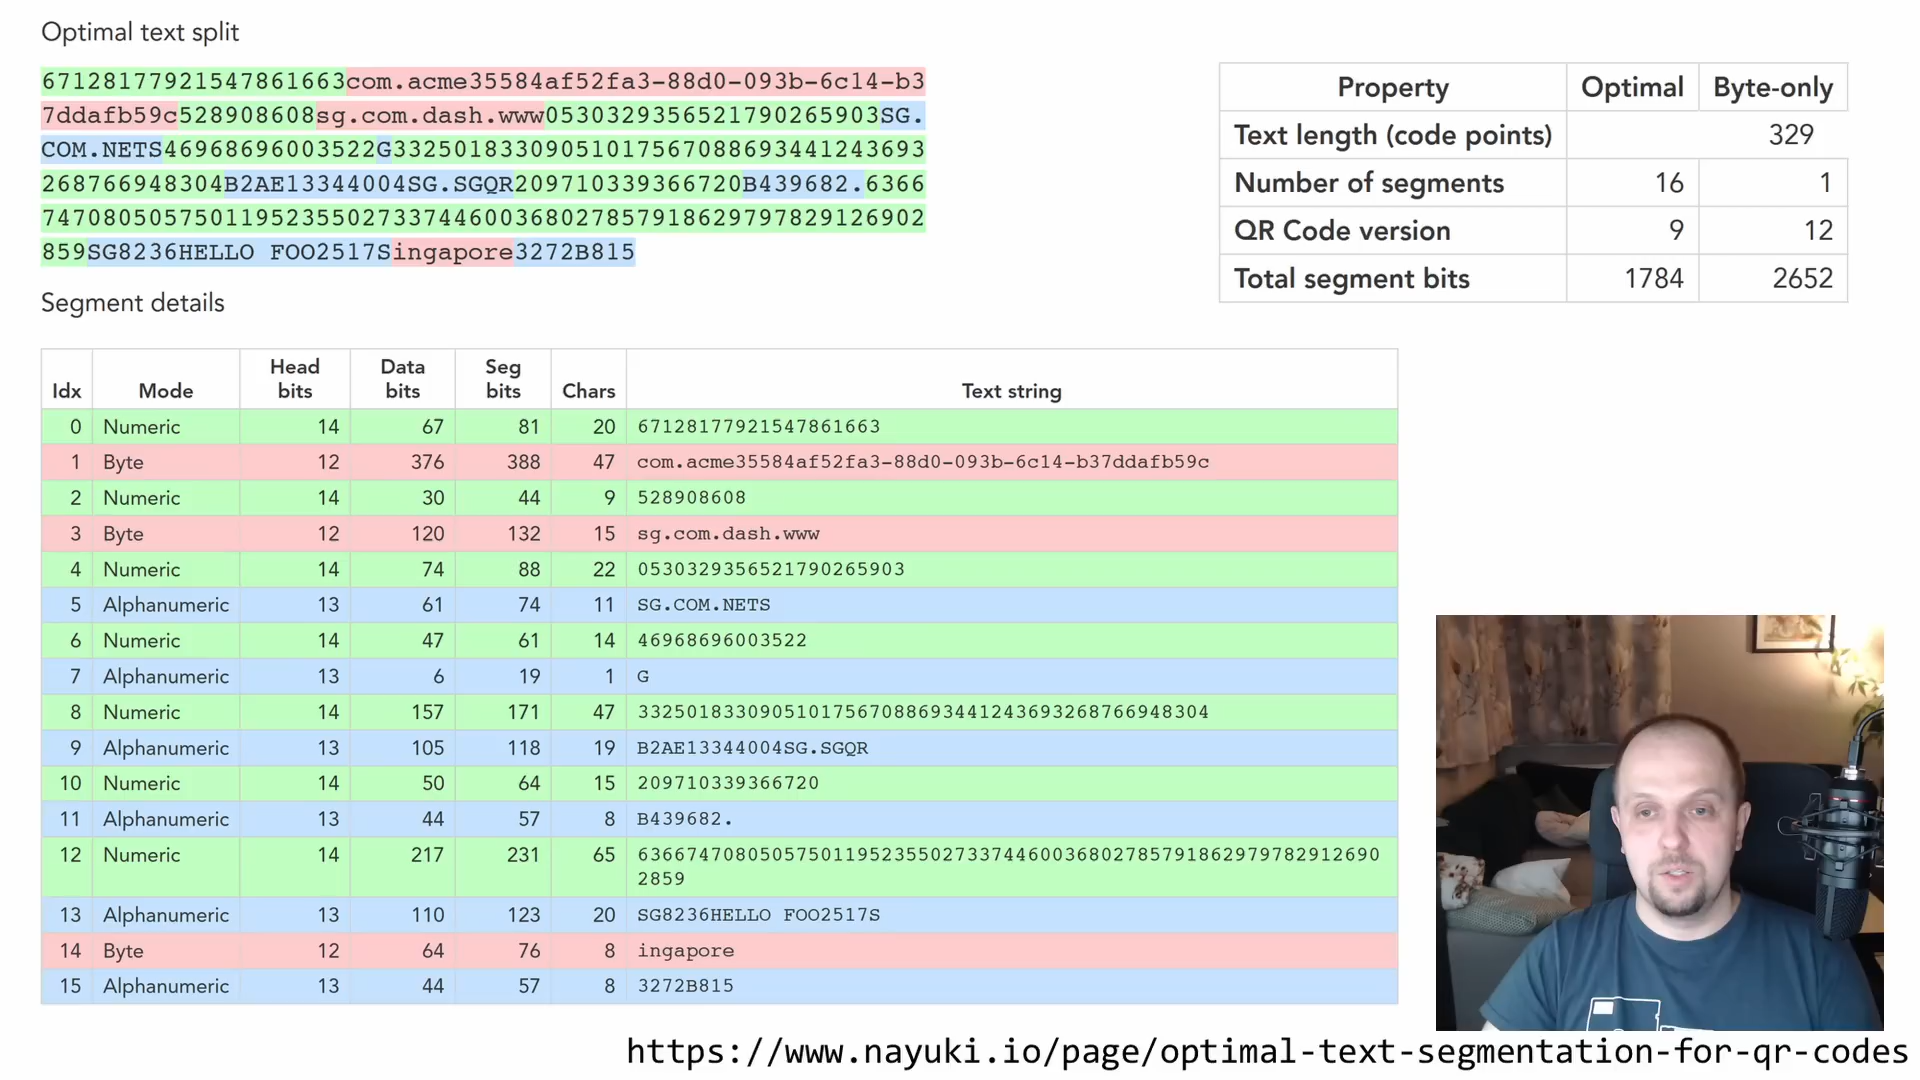 Optimal text split
67128177921547861663com.acme35584af52fa3-88d0-093b-6c14-b3
7ddafb59c528908608sg.com.dash.www0530329356521790265903SG.
COM.NETS46968696003522G33250183309051017567088693441243693
268766948304B2AE13344004SG.SGQR209710339366720B439682.6366
7470805057501195235502733744600368027857918629797829126902
859SG8236HELLO FOO2517Singapore3272B815
Property Optimal Byte-only
Text length (code points) 329
Number of segments 16 1
QR Code version 9 12
Total segment bits 1784 2652
Segment details
Idx Mode Head bits Data bits Seg bits Chars Text string
0 Numeric 14 67 81 20 67128177921547861663
1 Byte 12 376 388 47 com.acme35584af52fa3-88d0-093b-6c14-b37ddafb59c
2 Numeric 14 30 44 9 528908608
3 Byte 12 120 132 15 sg.com.dash.www
4 Numeric 14 74 88 22 0530329356521790265903
5 Alphanumeric 13 61 74 11 SG.COM.NETS
6 Numeric 14 47 61 14 46968696003522
7 Alphanumeric 13 6 19 1 G
8 Numeric 14 157 171 47 33250183309051017567088693441243693268766948304
9 Alphanumeric 13 105 118 19 B2AE13344004SG.SGQR
10 Numeric 14 50 64 15 209710339366720
11 Alphanumeric 13 44 57 8 B439682.
12 Numeric 14 217 231 65 6366747080505750119523550273374460036802785791862979782912690
2859
13 Alphanumeric 13 110 123 20 SG8236HELLO FOO2517S
14 Byte 12 64 76 8 ingapore
15 Alphanumeric 13 44 57 8 3272B815
https://www.nayuki.io/page/optimal-text-segmentation-for-qr-codes